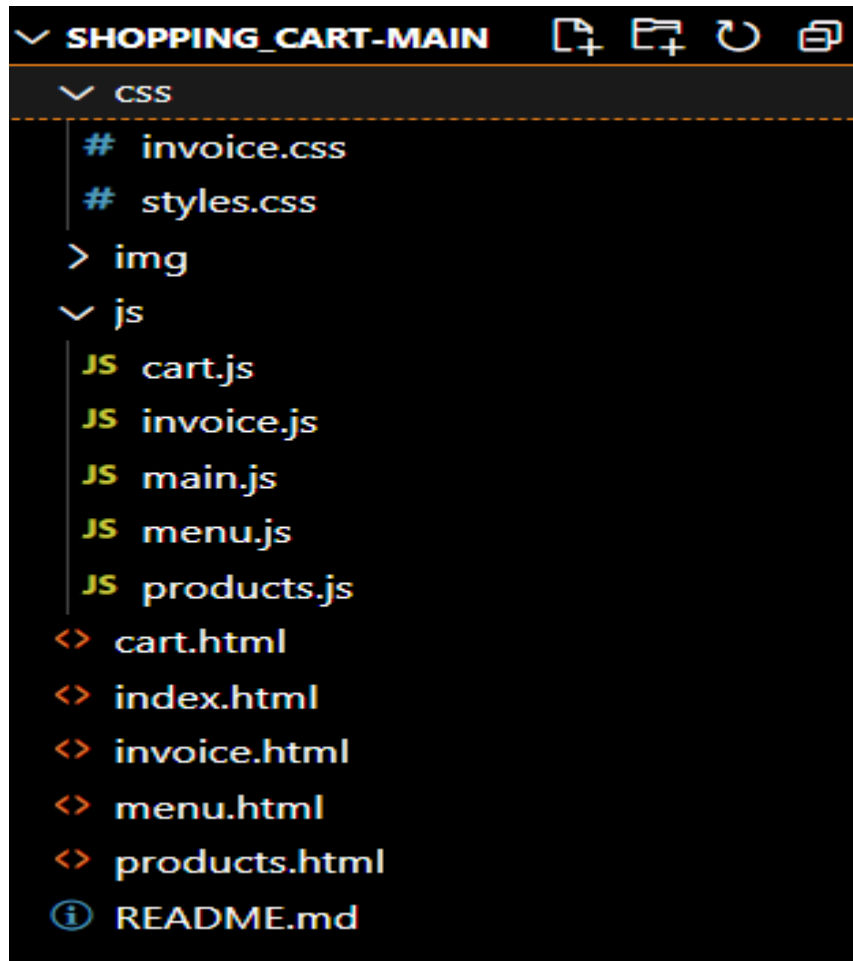 SHOPPING_CART-MAIN
css
# invoice.css
# styles.css
img
js
JS cart.js
JS invoice.js
JS main.js
JS menu.js
JS products.js
<> cart.html
<> index.html
<> invoice.html
<> menu.html
<> products.html
README.md